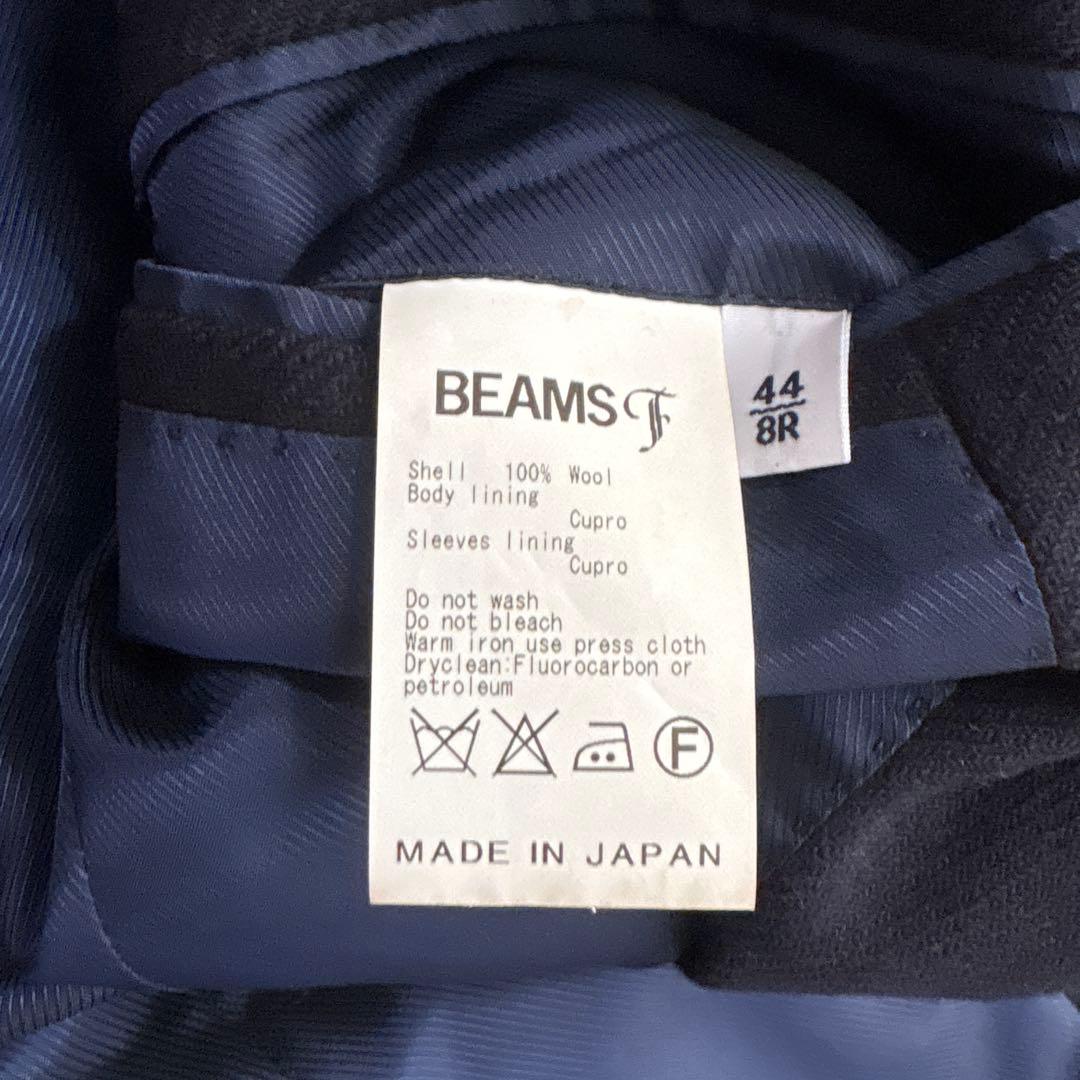 BEAMS F
44
8R
Shell 100% Wool
Body lining
Cupro
Sleeves lining
Cupro
Do not wash
Do not bleach
Warm iron use press cloth
Dryclean:Fluorocarbon or
petroleum
F
MADE IN JAPAN